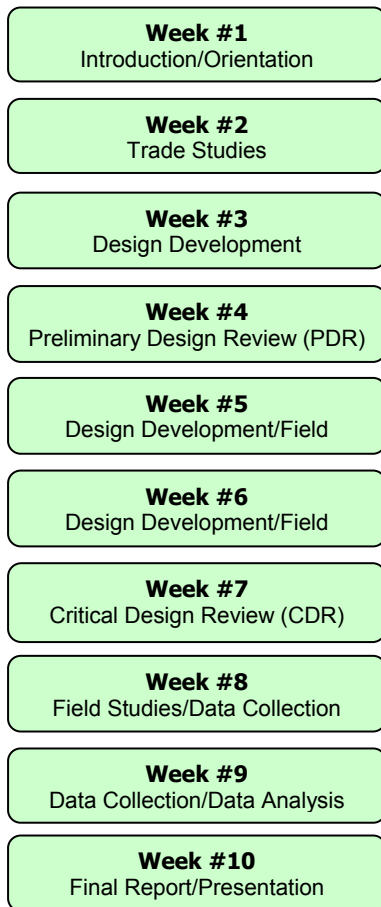 Week #1
Introduction/Orientation
Week #2
Trade Studies
Week #3
Design Development
Week #4
Preliminary Design Review (PDR)
Week #5
Design Development/Field
Week #6
Design Development/Field
Week #7
Critical Design Review (CDR)
Week #8
Field Studies/Data Collection
Week #9
Data Collection/Data Analysis
Week #10
Final Report/Presentation